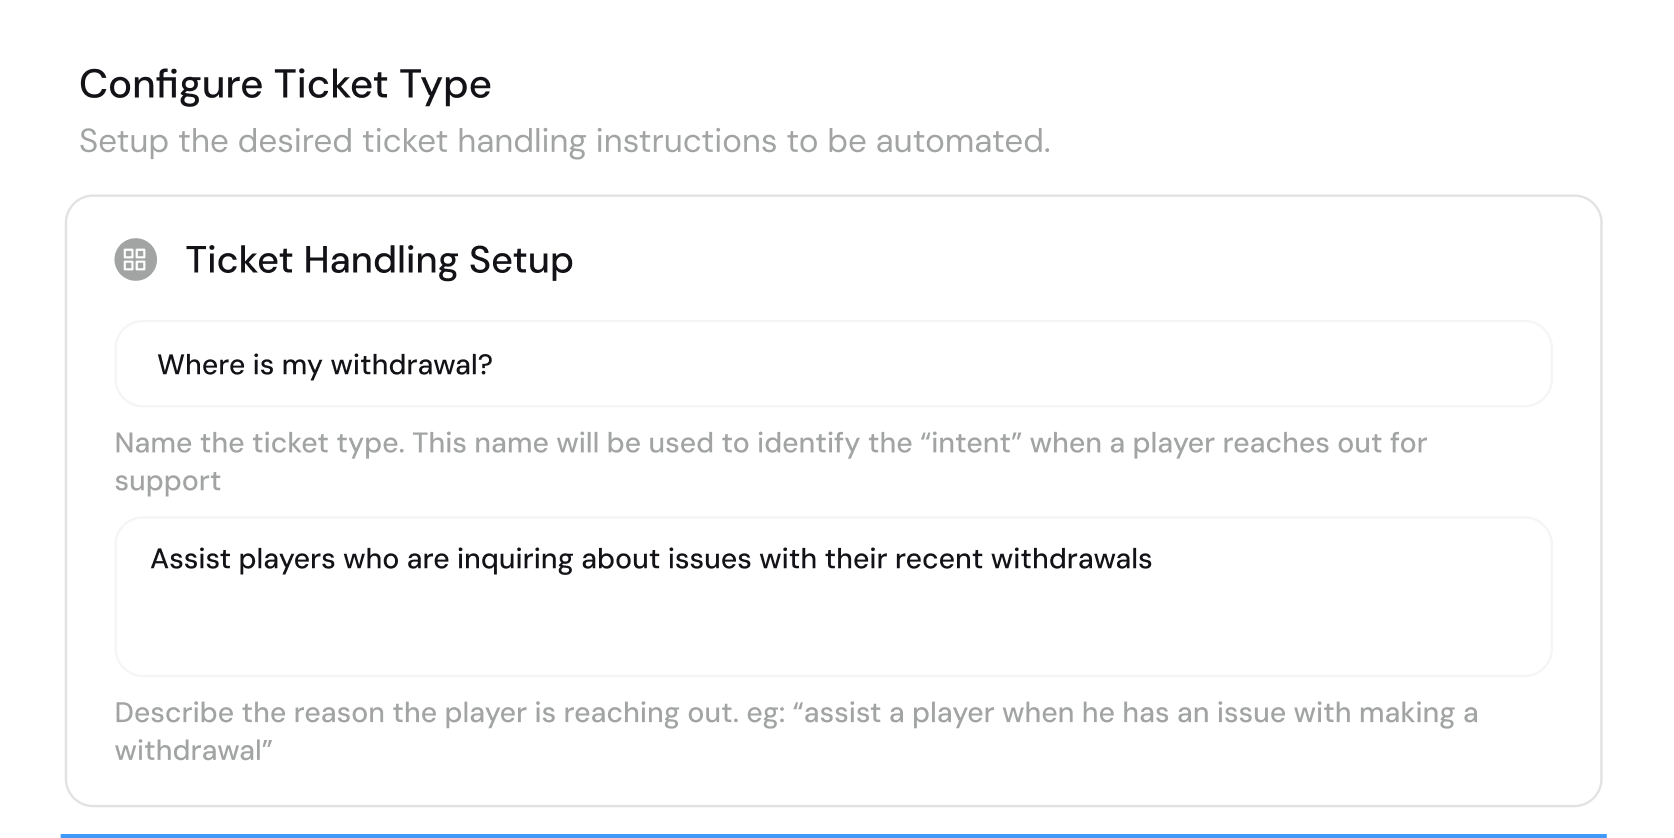 Configure Ticket Type
Setup the desired ticket handling instructions to be automated.
Ticket Handling Setup
Where is my withdrawal?
Name the ticket type. This name will be used to identify the “intent” when a player reaches out for
support
Assist players who are inquiring about issues with their recent withdrawals
Describe the reason the player is reaching out. eg: “assist a player when he has an issue with making a
withdrawal”